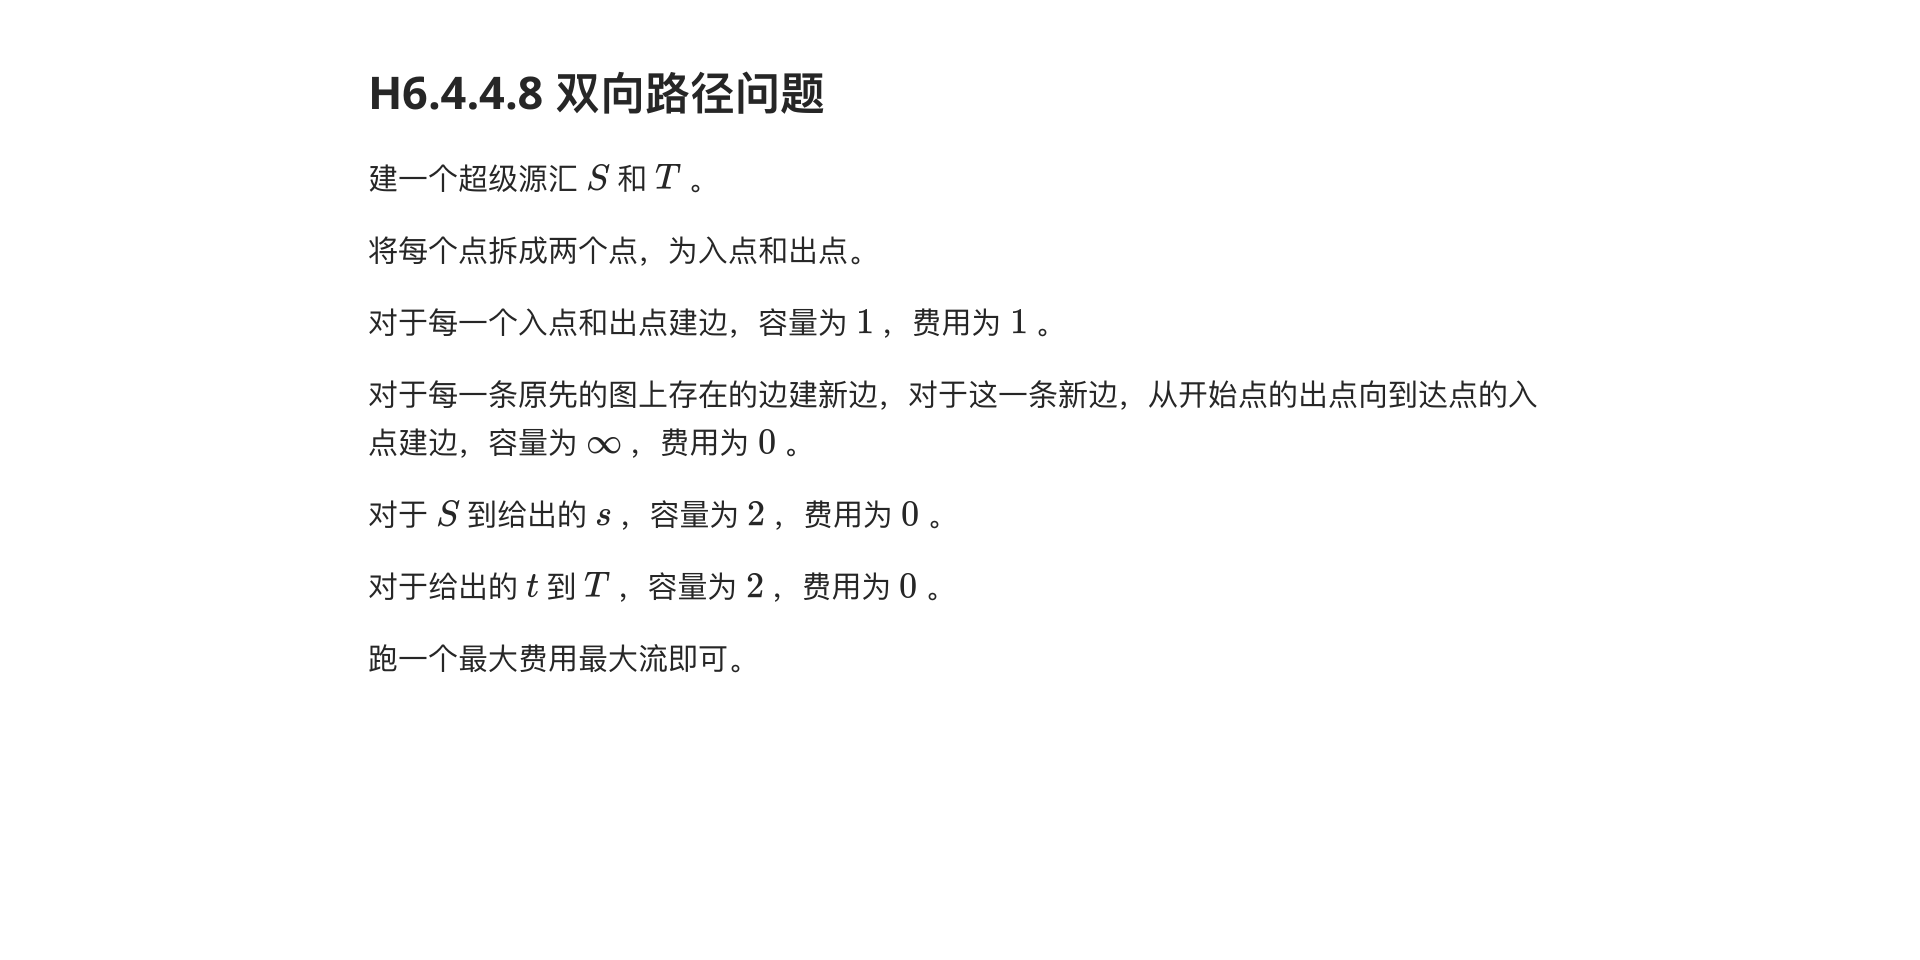 H6.4.4.8 双向路径问题
建一个超级源汇 S 和 T 。
将每个点拆成两个点，为入点和出点。
对于每一个入点和出点建边，容量为 1 ，费用为 1 。
对于每一条原先的图上存在的边建新边，对于这一条新边，从开始点的出点向到达点的入
点建边，容量为 ∞ ，费用为 0 。
对于 S 到给出的 s ，容量为 2 ，费用为 0 。
对于给出的 t 到 T ，容量为 2 ，费用为 0 。
跑一个最大费用最大流即可。